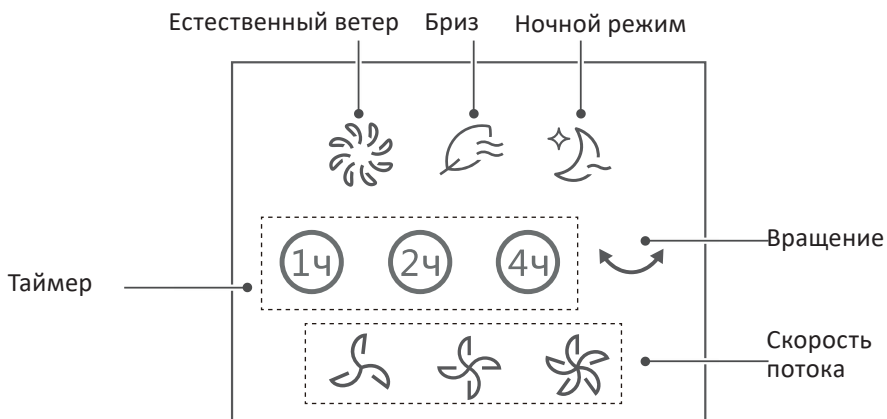 Естественный ветер Бриз Ночной режим
1ч 2ч 4ч
Вращение
Таймер
Скорость
потока